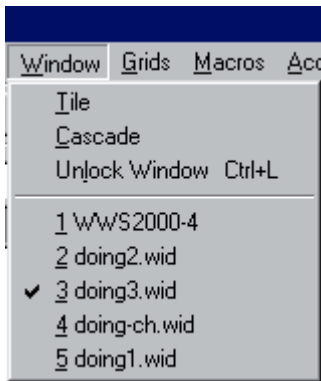 Window Grids Macros Acc
Tile
Cascade
Unlock Window Ctrl+L
1 WWS2000-4
2 doing2.wid
3 doing3.wid
4 doing-ch.wid
5 doing1.wid